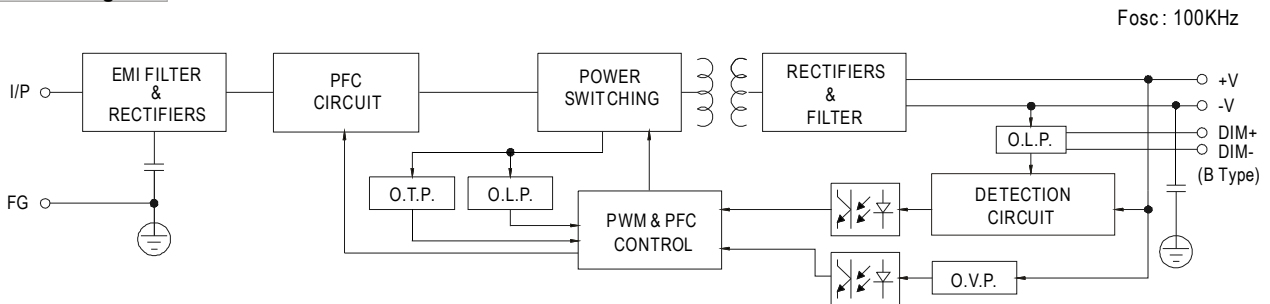 Fosc : 100KHz
I/P
EMI FILTER
&
RECTIFIERS
PFC
CIRCUIT
POWER
SWITCHING
RECTIFIERS
&
FILTER
+V
-V
DIM+
DIM-
(B Type)
O.L.P.
FG
O.T.P.
O.L.P.
PWM & PFC
CONTROL
DETECTION
CIRCUIT
O.V.P.